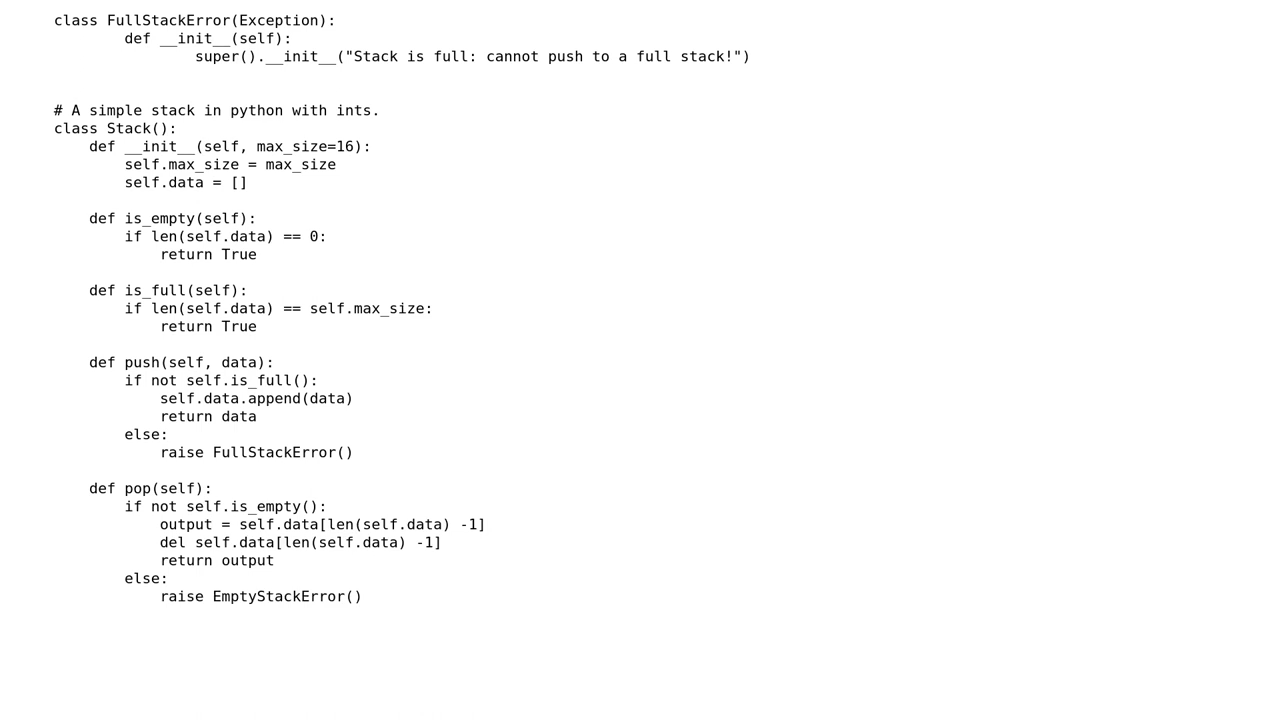 class FullStackError(Exception):
        def __init__(self):
                super().__init__("Stack is full: cannot push to a full stack!")


# A simple stack in python with ints.
class Stack():
    def __init__(self, max_size=16):
        self.max_size = max_size
        self.data = []

    def is_empty(self):
        if len(self.data) == 0:
            return True

    def is_full(self):
        if len(self.data) == self.max_size:
            return True

    def push(self, data):
        if not self.is_full():
            self.data.append(data)
            return data
        else:
            raise FullStackError()

    def pop(self):
        if not self.is_empty():
            output = self.data[len(self.data) -1]
            del self.data[len(self.data) -1]
            return output
        else:
            raise EmptyStackError()